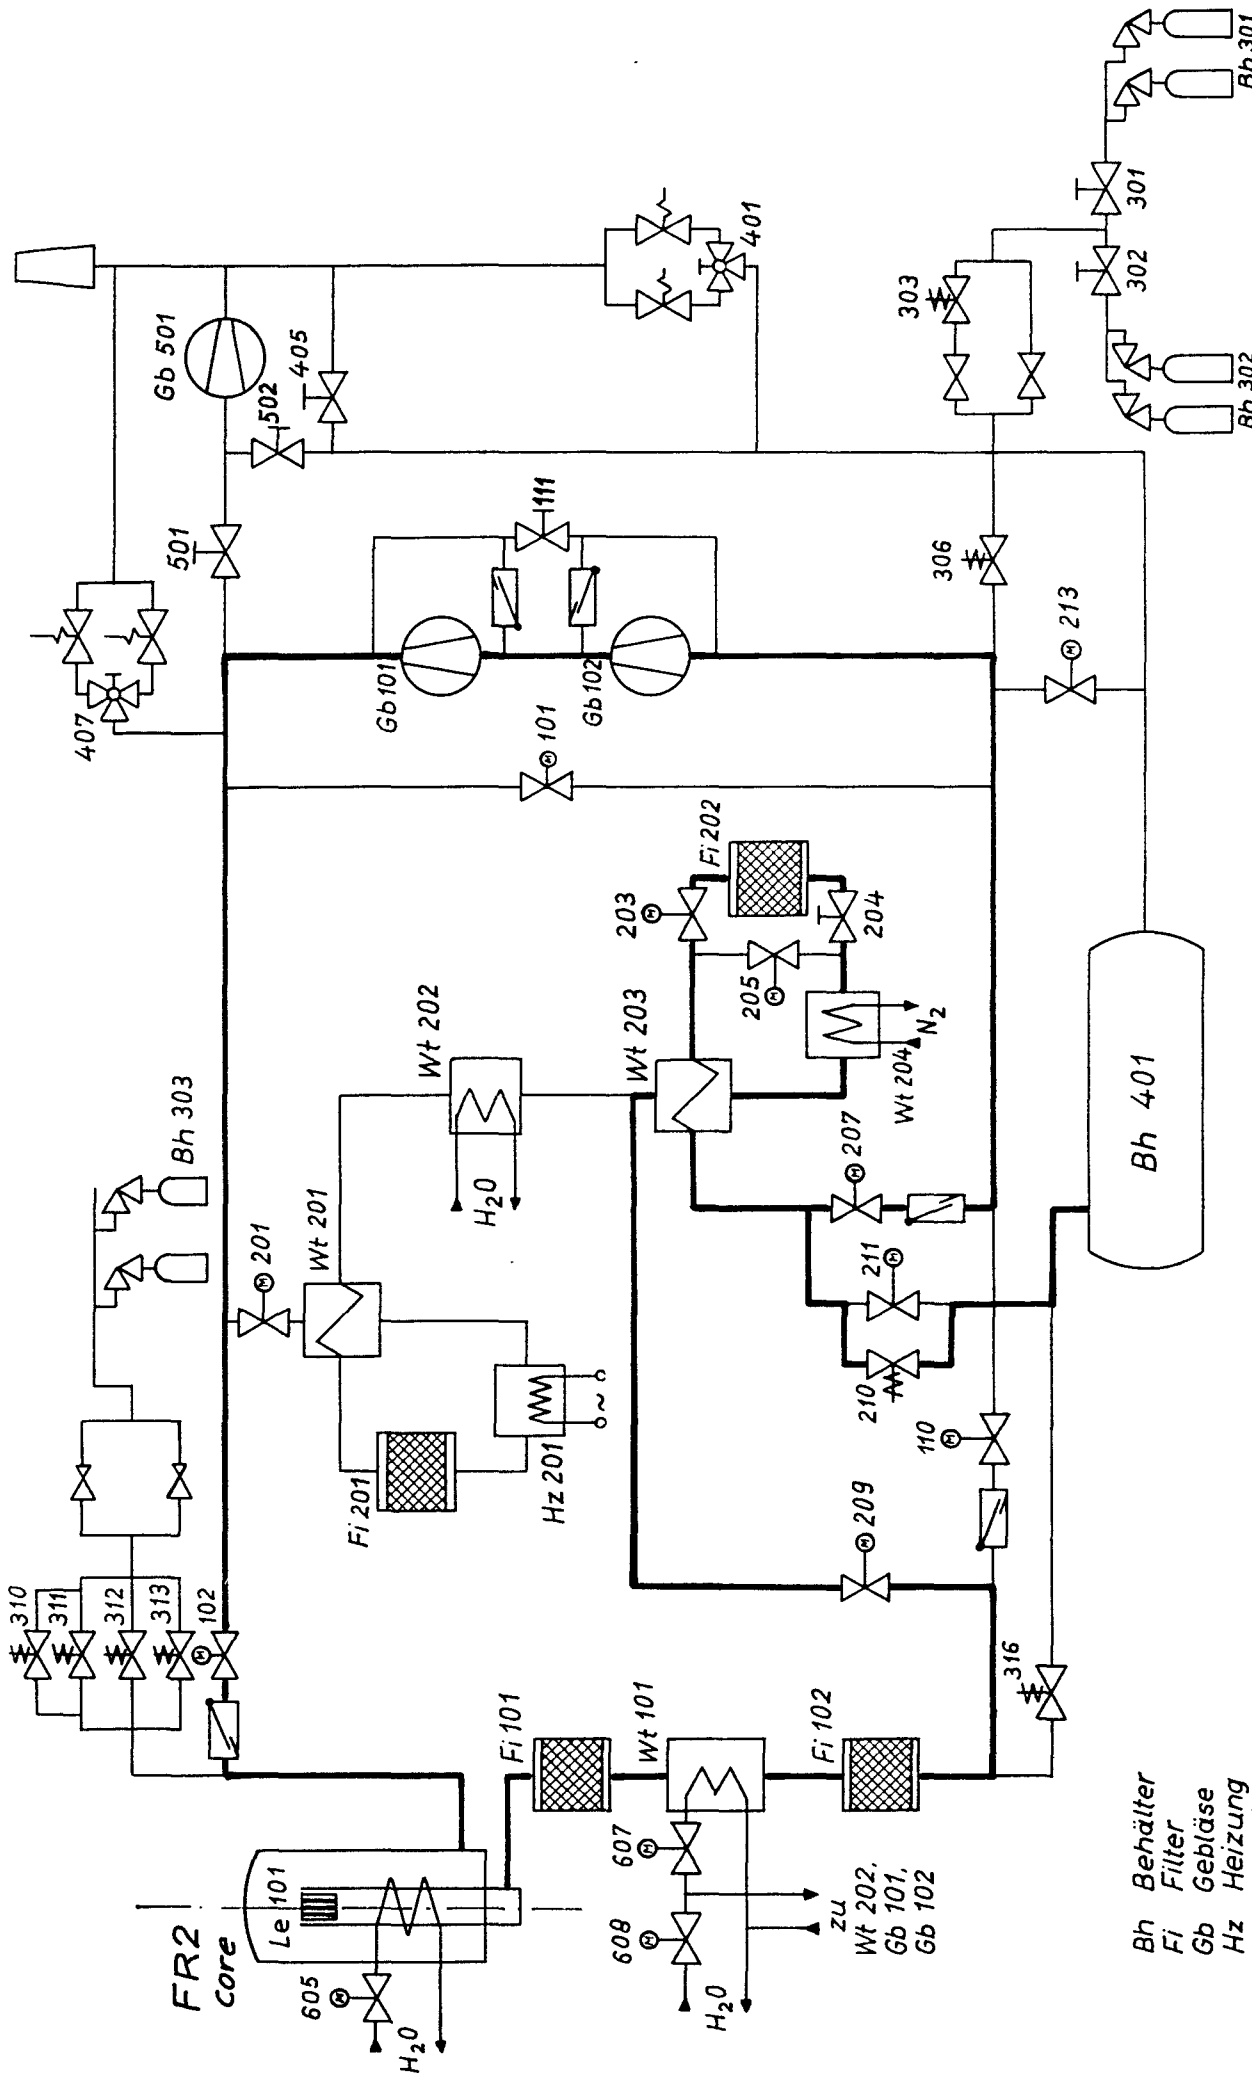 FR2
Core
Le 101
605
H₂O
310
311
312
313
102
Bh 303
407
501
Gb 501
502
405
401
201
Wt 201
Fi 201
Hz 201
~
Wt 202
H₂O
Gb 101
Gb 102
111
101
Wt 203
203
Fi 202
205
204
Wt 204
N₂
207
211
210
209
110
316
Fi 101
Wt 101
Fi 102
607
608
H₂O
zu
Wt 202,
Gb 101,
Gb 102
306
213
303
301
302
Bh 301
Bh 302
Bh 401
M
M
M
M
M
M
M
M
M
M
M
M
M
Bh Behälter
Fi Filter
Gb Gebläse
Hz Heizung